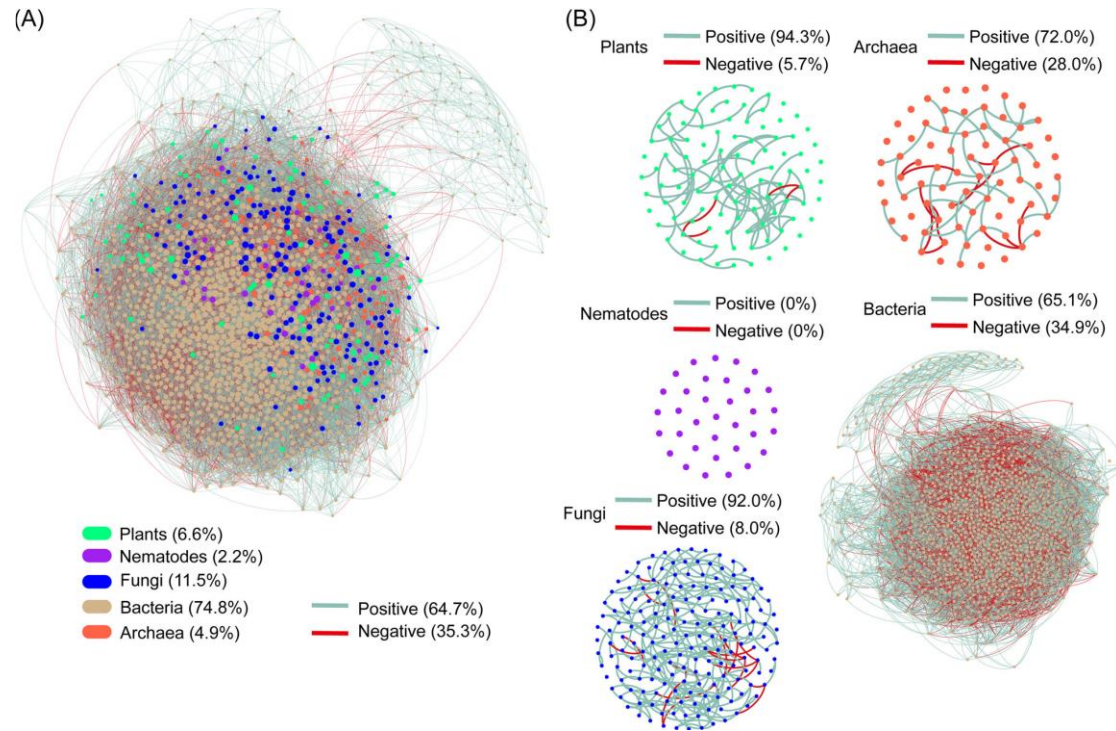 (A)
Plants (6.6%)
Nematodes (2.2%)
Fungi (11.5%)
Bacteria (74.8%)
Archaea (4.9%)
Positive (64.7%)
Negative (35.3%)
(B)
Plants
Positive (94.3%)
Negative (5.7%)
Archaea
Positive (72.0%)
Negative (28.0%)
Nematodes
Positive (0%)
Negative (0%)
Bacteria
Positive (65.1%)
Negative (34.9%)
Fungi
Positive (92.0%)
Negative (8.0%)